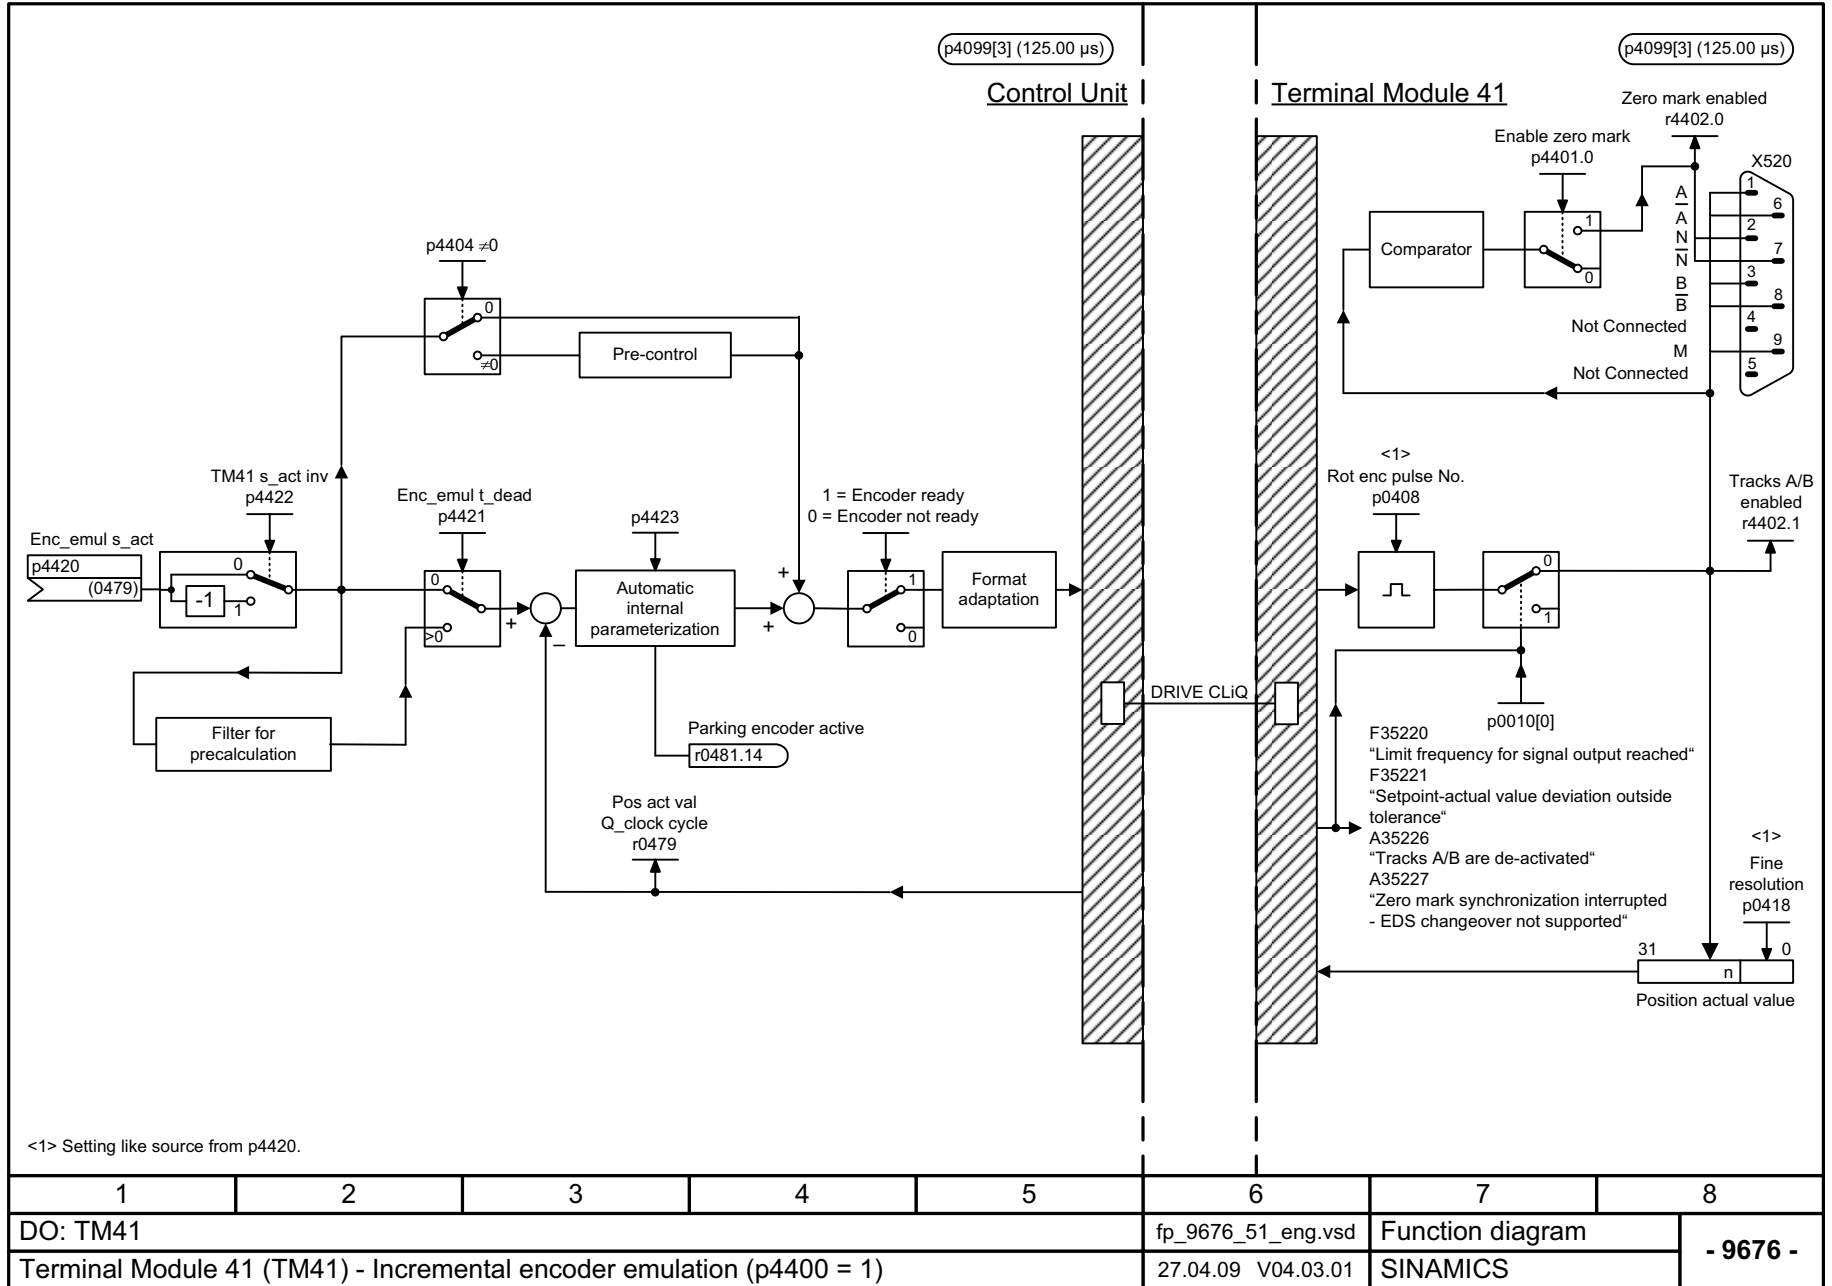 p4099[3] (125.00 µs)
p4099[3] (125.00 µs)
Control Unit
Terminal Module 41
Zero mark enabled
r4402.0
Enable zero mark
p4401.0
X520
1
A
6
A
2
N
7
N
3
B
8
B
4
Not Connected
9
M
5
Not Connected
Comparator
1
0
p4404 ≠0
0
≠0
Pre-control
TM41 s_act inv
p4422
Enc_emul s_act
p4420
(0479)
-1
0
1
Enc_emul t_dead
p4421
0
>0
+
–
p4423
Automatic
internal
parameterization
+
+
1 = Encoder ready
0 = Encoder not ready
1
0
Format
adaptation
Filter for
precalculation
Parking encoder active
r0481.14
Pos act val
Q_clock cycle
r0479
DRIVE CLiQ
<1>
Rot enc pulse No.
p0408
0
1
Tracks A/B
enabled
r4402.1
p0010[0]
F35220
“Limit frequency for signal output reached“
F35221
“Setpoint-actual value deviation outside
tolerance“
A35226
“Tracks A/B are de-activated“
A35227
“Zero mark synchronization interrupted
- EDS changeover not supported“
<1>
Fine
resolution
p0418
31
0
n
Position actual value
<1> Setting like source from p4420.
1 2 3 4 5 6 7 8
DO: TM41
fp_9676_51_eng.vsd
Function diagram
- 9676 -
Terminal Module 41 (TM41) - Incremental encoder emulation (p4400 = 1)
27.04.09 V04.03.01
SINAMICS